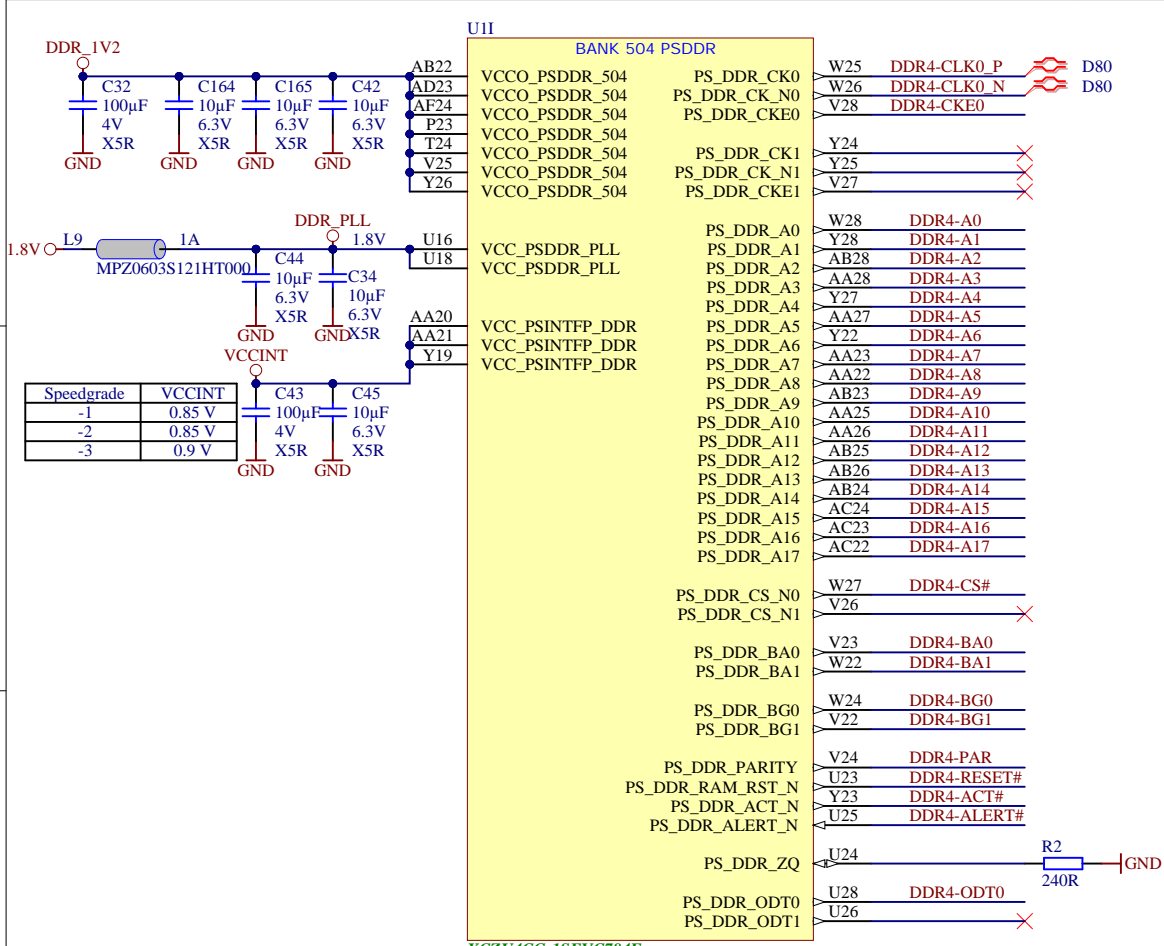 U1I
BANK 504 PSDDR
DDR_1V2
C32
100µF
4V
X5R
GND
C164
10µF
6.3V
X5R
GND
C165
10µF
6.3V
X5R
GND
C42
10µF
6.3V
X5R
GND
AB22 VCCO_PSDDR_504
AD23 VCCO_PSDDR_504
AF24 VCCO_PSDDR_504
P23 VCCO_PSDDR_504
T24 VCCO_PSDDR_504
V25 VCCO_PSDDR_504
Y26 VCCO_PSDDR_504
1.8V L9 1A
MPZ0603S121HT000
DDR_PLL
1.8V
C44
10µF
6.3V
X5R
GND
C34
10µF
6.3V
X5R
GND
U16 VCC_PSDDR_PLL
U18 VCC_PSDDR_PLL
AA20 VCC_PSINTFP_DDR
AA21 VCC_PSINTFP_DDR
Y19 VCC_PSINTFP_DDR
VCCINT
C43
100µF
4V
X5R
GND
C45
10µF
6.3V
X5R
GND
Speedgrade VCCINT
-1 0.85 V
-2 0.85 V
-3 0.9 V
PS_DDR_CK0 W25 DDR4-CLK0_P D80
PS_DDR_CK_N0 W26 DDR4-CLK0_N D80
PS_DDR_CKE0 V28 DDR4-CKE0
PS_DDR_CK1 Y24
PS_DDR_CK_N1 Y25
PS_DDR_CKE1 V27
PS_DDR_A0 W28 DDR4-A0
PS_DDR_A1 Y28 DDR4-A1
PS_DDR_A2 AB28 DDR4-A2
PS_DDR_A3 AA28 DDR4-A3
PS_DDR_A4 Y27 DDR4-A4
PS_DDR_A5 AA27 DDR4-A5
PS_DDR_A6 Y22 DDR4-A6
PS_DDR_A7 AA23 DDR4-A7
PS_DDR_A8 AA22 DDR4-A8
PS_DDR_A9 AB23 DDR4-A9
PS_DDR_A10 AA25 DDR4-A10
PS_DDR_A11 AA26 DDR4-A11
PS_DDR_A12 AB25 DDR4-A12
PS_DDR_A13 AB26 DDR4-A13
PS_DDR_A14 AB24 DDR4-A14
PS_DDR_A15 AC24 DDR4-A15
PS_DDR_A16 AC23 DDR4-A16
PS_DDR_A17 AC22 DDR4-A17
PS_DDR_CS_N0 W27 DDR4-CS#
PS_DDR_CS_N1 V26
PS_DDR_BA0 V23 DDR4-BA0
PS_DDR_BA1 W22 DDR4-BA1
PS_DDR_BG0 W24 DDR4-BG0
PS_DDR_BG1 V22 DDR4-BG1
PS_DDR_PARITY V24 DDR4-PAR
PS_DDR_RAM_RST_N U23 DDR4-RESET#
PS_DDR_ACT_N Y23 DDR4-ACT#
PS_DDR_ALERT_N U25 DDR4-ALERT#
PS_DDR_ZQ U24 R2 GND
240R
PS_DDR_ODT0 U28 DDR4-ODT0
PS_DDR_ODT1 U26